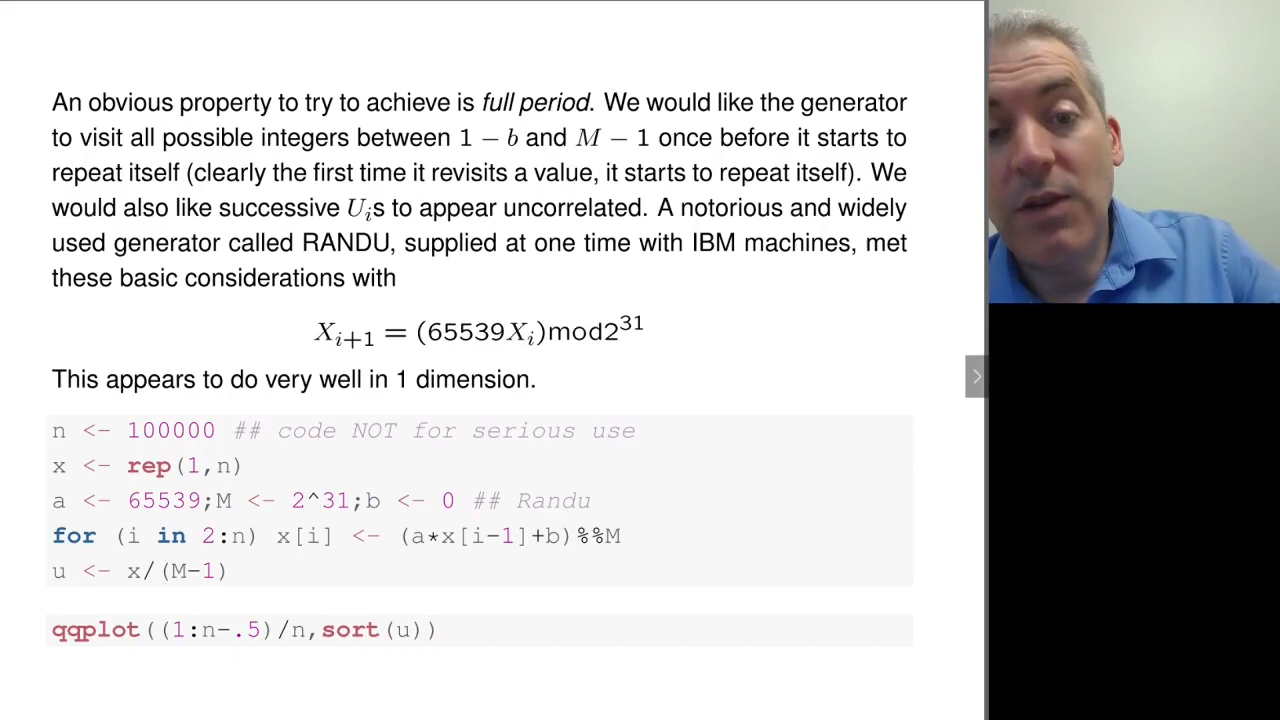 An obvious property to try to achieve is full period. We would like the generator
to visit all possible integers between 1 − b and M − 1 once before it starts to
repeat itself (clearly the first time it revisits a value, it starts to repeat itself). We
would also like successive Uᵢs to appear uncorrelated. A notorious and widely
used generator called RANDU, supplied at one time with IBM machines, met
these basic considerations with
Xᵢ₊₁ = (65539Xᵢ)mod2³¹
This appears to do very well in 1 dimension.
n <- 100000 ## code NOT for serious use
x <- rep(1,n)
a <- 65539;M <- 2^31;b <- 0 ## Randu
for (i in 2:n) x[i] <- (a*x[i-1]+b)%%M
u <- x/(M-1)
qqplot((1:n-.5)/n,sort(u))